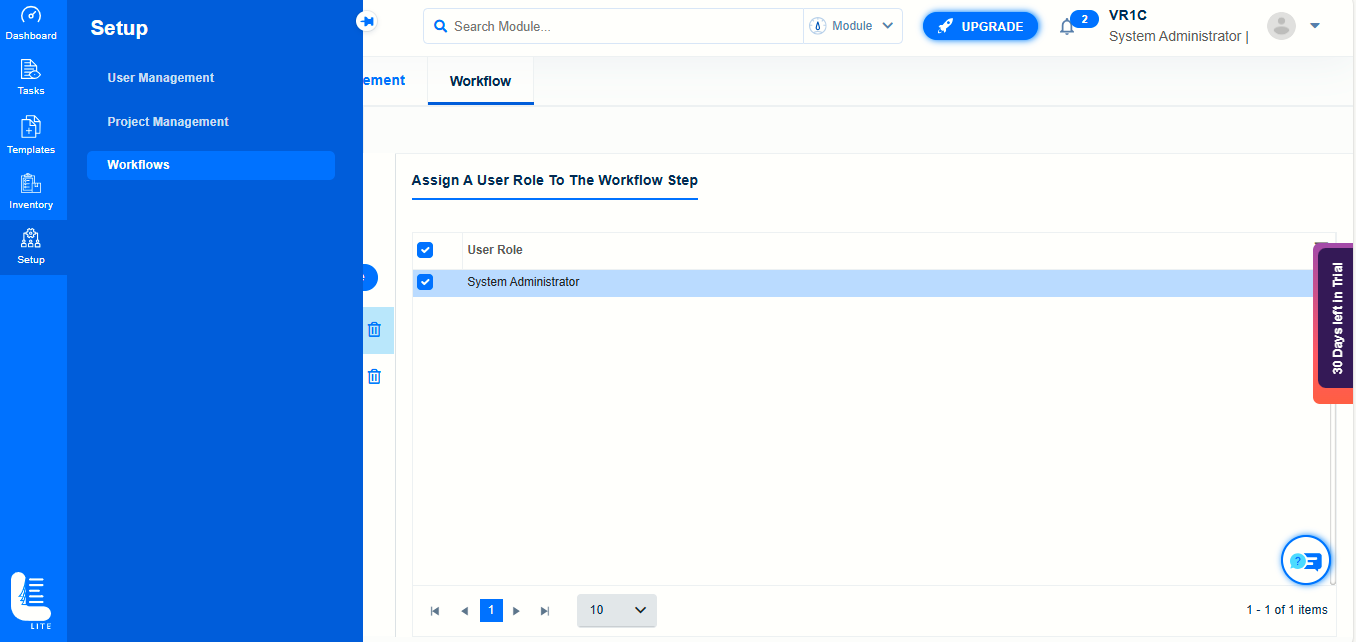 Dashboard
Tasks
Templates
Inventory
Setup
LITE
Setup
User Management
Project Management
Workflows
Search Module...
Module
UPGRADE
2
VR1C
System Administrator |
ement
Workflow
Assign A User Role To The Workflow Step
User Role
System Administrator
30 Days left In Trial
?
1
10
1 - 1 of 1 items